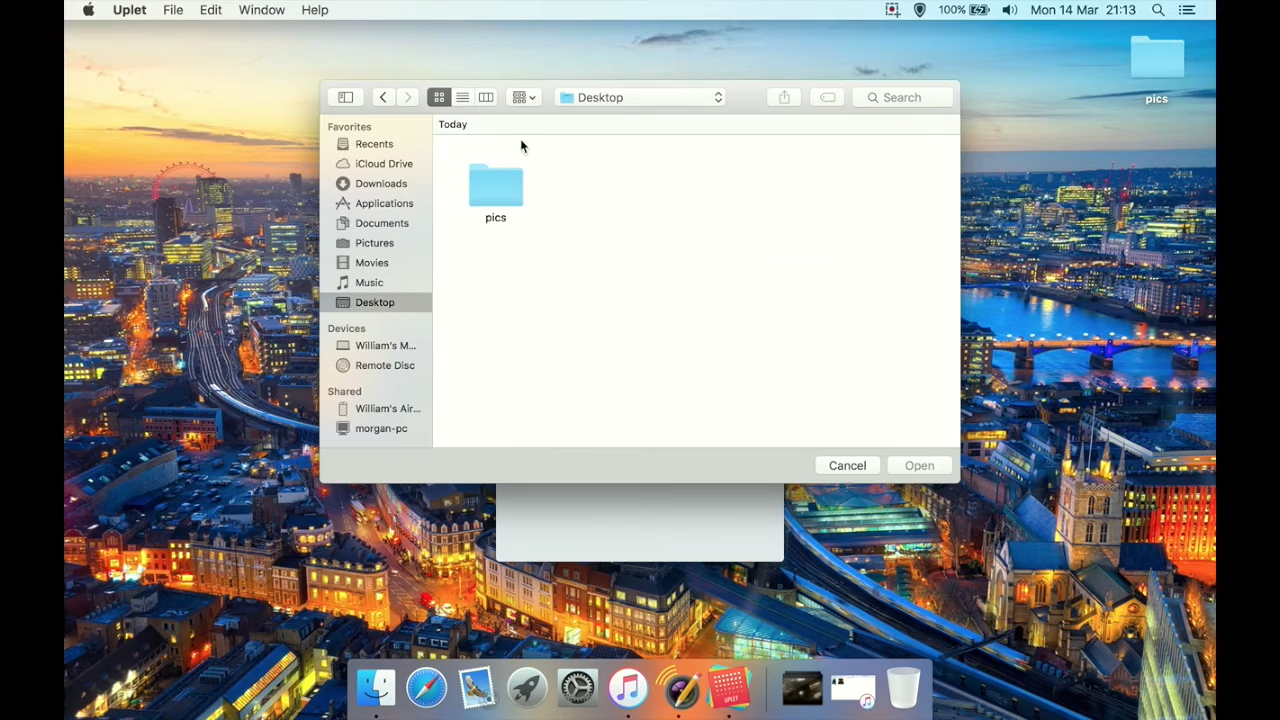 Uplet File Edit Window Help 100% Mon 14 Mar 21:13
pics
Desktop
Search
Favorites
Recents
iCloud Drive
Downloads
Applications
Documents
Pictures
Movies
Music
Desktop
Devices
William's M...
Remote Disc
Shared
William's Air...
morgan-pc
Today
pics
Cancel Open
UPLET